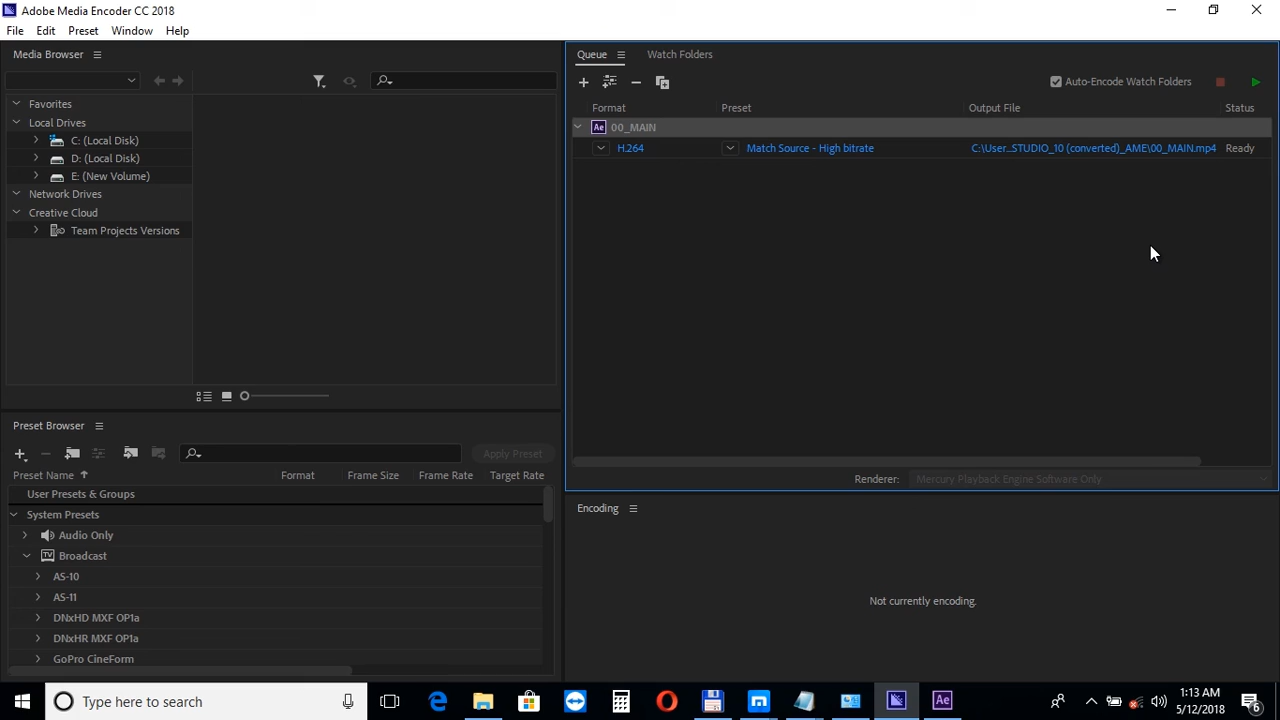 Adobe Media Encoder CC 2018
File Edit Preset Window Help
Media Browser
Favorites
Local Drives
C: (Local Disk)
D: (Local Disk)
E: (New Volume)
Network Drives
Creative Cloud
Team Projects Versions
Queue Watch Folders
Auto-Encode Watch Folders
Format Preset Output File Status
Ae 00_MAIN
H.264 Match Source - High bitrate C:\User...STUDIO_10 (converted)_AME\00_MAIN.mp4 Ready
Renderer: Mercury Playback Engine Software Only
Preset Browser
Apply Preset
Preset Name Format Frame Size Frame Rate Target Rate
User Presets & Groups
System Presets
Audio Only
TV Broadcast
AS-10
AS-11
DNxHD MXF OP1a
DNxHR MXF OP1a
GoPro CineForm
Encoding
Not currently encoding.
Type here to search
Ae
1:13 AM
5/12/2018
6